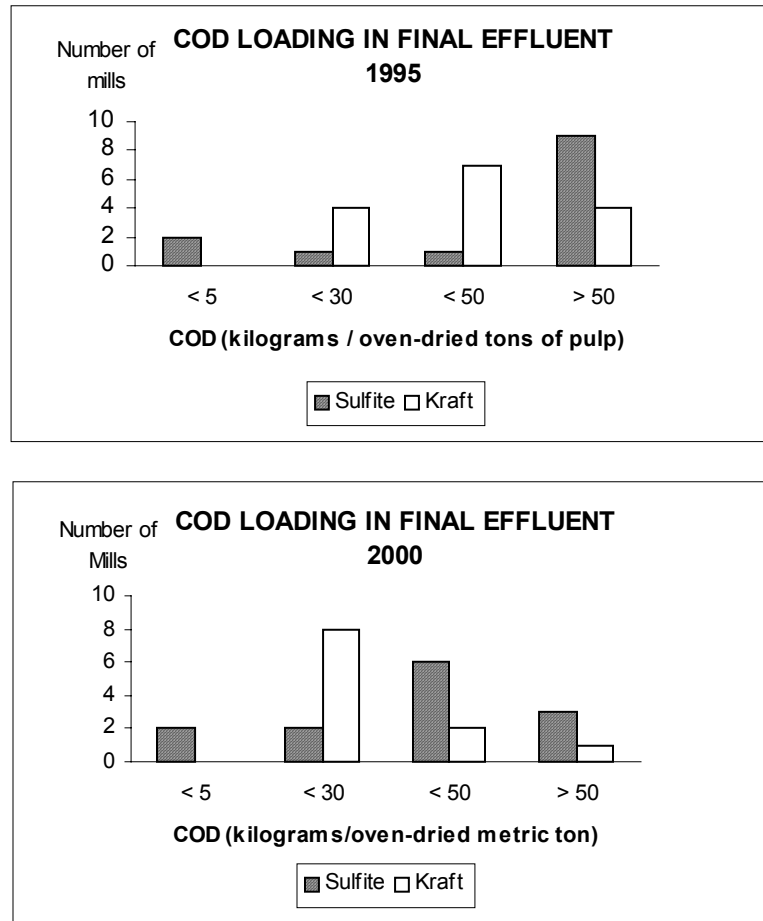 COD LOADING IN FINAL EFFLUENT
1995
Number of
mills
10
8
6
4
2
0
< 5 < 30 < 50 > 50
COD (kilograms / oven-dried tons of pulp)
Sulfite Kraft
COD LOADING IN FINAL EFFLUENT
2000
Number of
Mills
10
8
6
4
2
0
< 5 < 30 < 50 > 50
COD (kilograms/oven-dried metric ton)
Sulfite Kraft